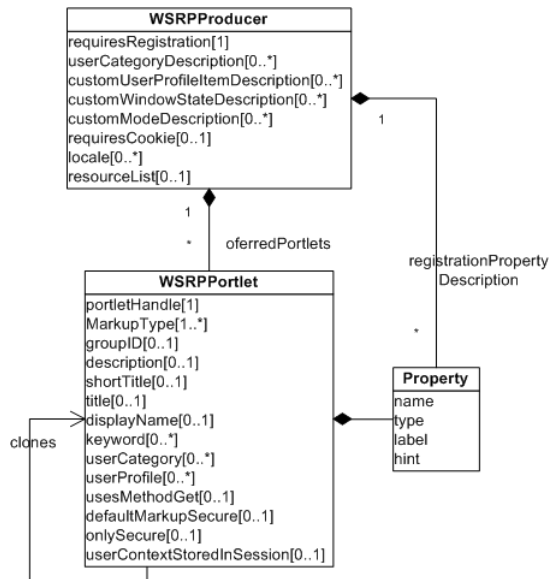 WSRPProducer
requiresRegistration[1]
userCategoryDescription[0..*]
customUserProfileItemDescription[0..*]
customWindowStateDescription[0..*]
customModeDescription[0..*]
requiresCookie[0..1]
locale[0..*]
resourceList[0..1]
1
1
*
oferredPortlets
registrationProperty
Description
*
WSRPPortlet
portletHandle[1]
MarkupType[1..*]
groupID[0..1]
description[0..1]
shortTitle[0..1]
title[0..1]
displayName[0..1]
keyword[0..*]
userCategory[0..*]
userProfile[0..*]
usesMethodGet[0..1]
defaultMarkupSecure[0..1]
onlySecure[0..1]
userContextStoredInSession[0..1]
clones
Property
name
type
label
hint